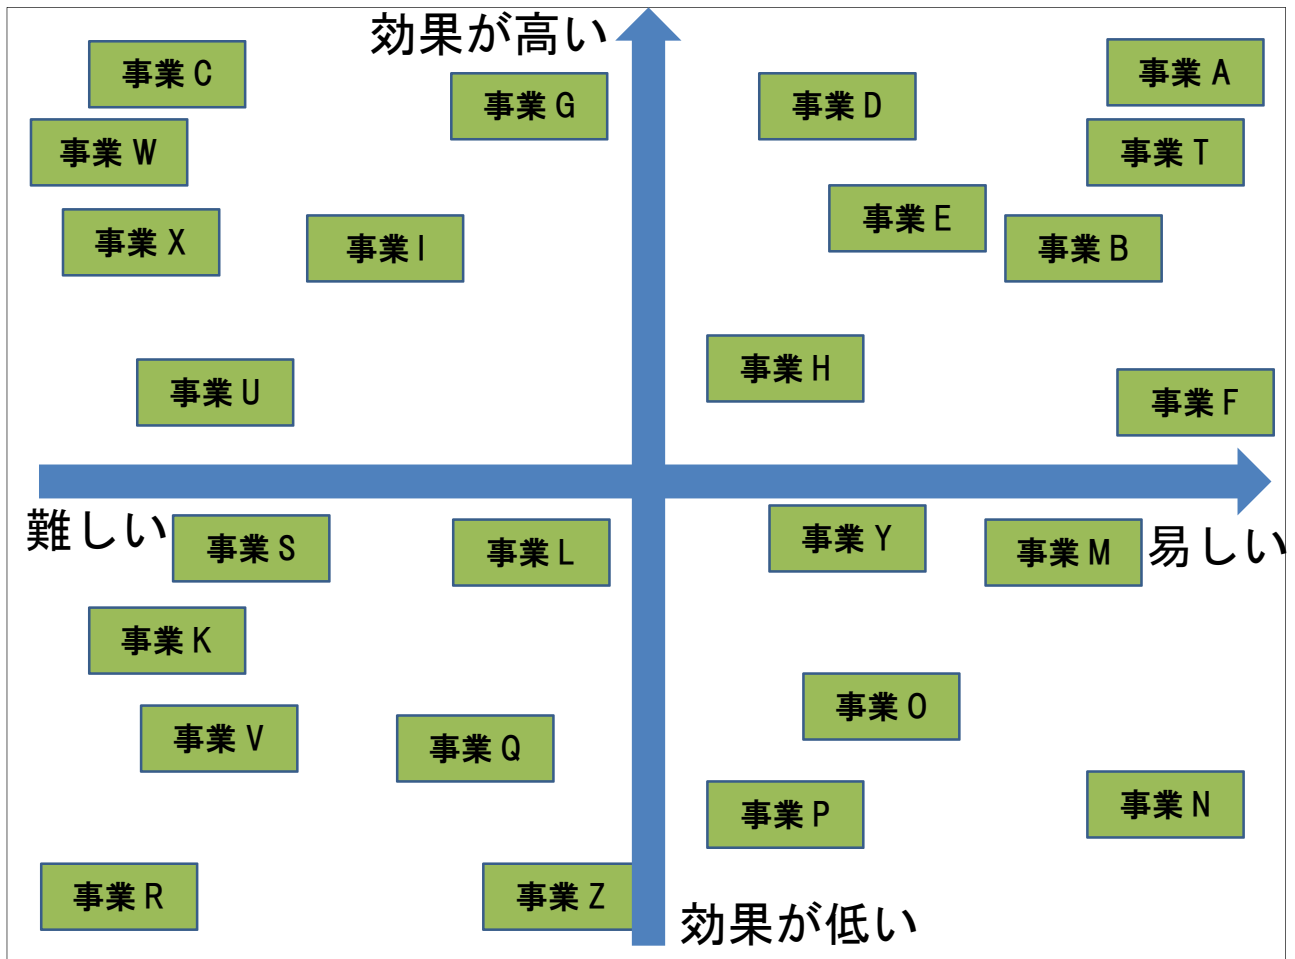 効果が高い
事業C
事業G
事業D
事業A
事業W
事業T
事業X
事業I
事業E
事業B
事業U
事業H
事業F
難しい
易しい
事業S
事業L
事業Y
事業M
事業K
事業V
事業Q
事業O
事業P
事業N
事業R
事業Z
効果が低い